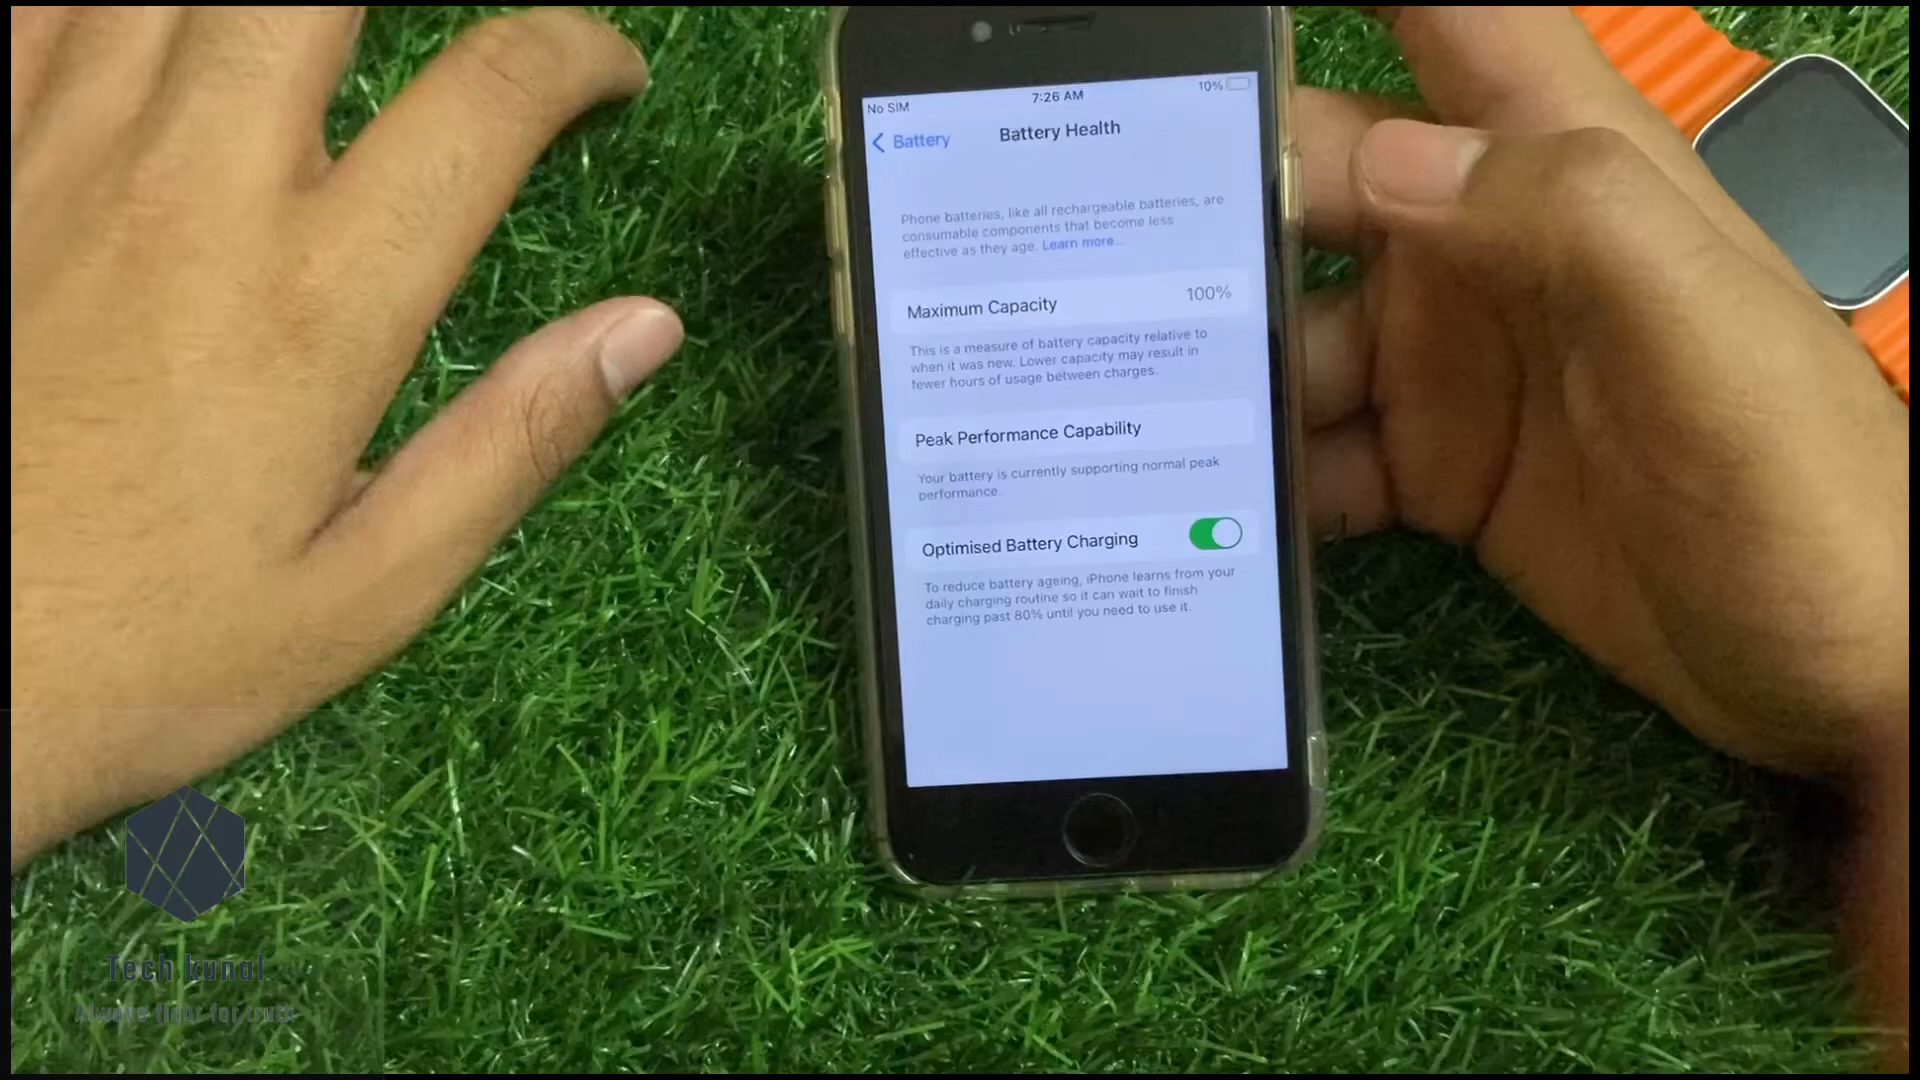 No SIM
7:26 AM
10%
Battery
Battery Health
Phone batteries, like all rechargeable batteries, are
consumable components that become less
effective as they age. Learn more...
Maximum Capacity
100%
This is a measure of battery capacity relative to
when it was new. Lower capacity may result in
fewer hours of usage between charges.
Peak Performance Capability
Your battery is currently supporting normal peak
performance.
Optimised Battery Charging
To reduce battery ageing, iPhone learns from your
daily charging routine so it can wait to finish
charging past 80% until you need to use it.
Tech kunal
Always fight for truth